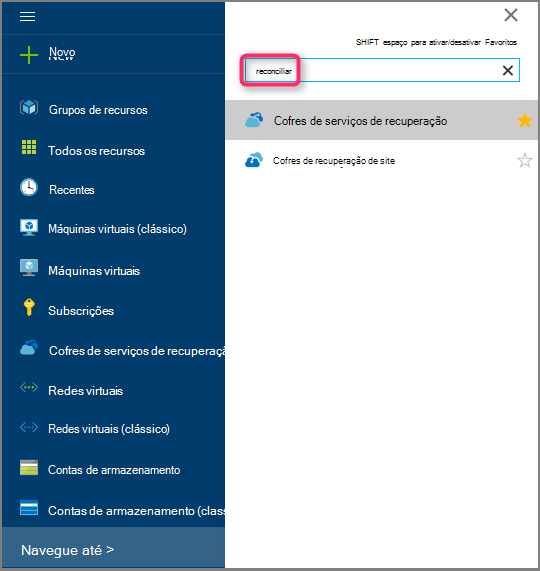 SHIFT espaço para ativar/desativar Favoritos
Novo
reconciliar
Grupos de recursos
Cofres de serviços de recuperação
Todos os recursos
Cofres de recuperação de site
Recentes
Máquinas virtuais (clássico)
Máquinas virtuais
Subscrições
Cofres de serviços de recuperaçã
Redes virtuais
Redes virtuais (clássico)
Contas de armazenamento
Contas de armazenamento (class
Navegue até >